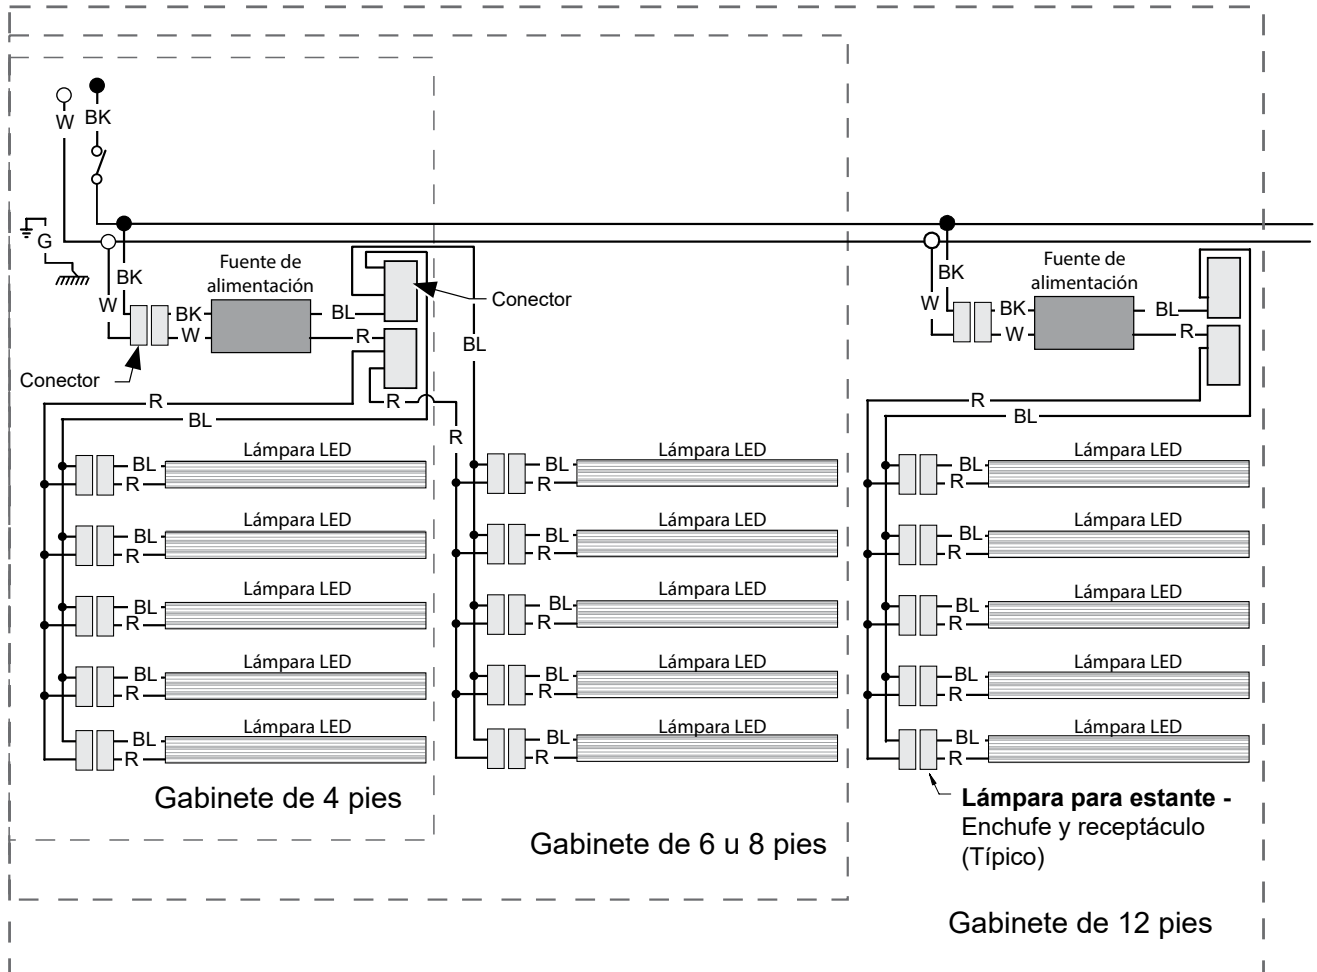 W
BK
G
BK
W
Fuente de
alimentación
BK
W
BL
R
Conector
Conector
BL
R
R
BL
R
BK
W
Fuente de
alimentación
BK
W
BL
R
R
BL
Lámpara LED
BL
R
Lámpara LED
BL
R
Lámpara LED
BL
R
Lámpara LED
BL
R
Lámpara LED
BL
R
Gabinete de 4 pies
Lámpara LED
BL
R
Lámpara LED
BL
R
Lámpara LED
BL
R
Lámpara LED
BL
R
Lámpara LED
BL
R
Gabinete de 6 u 8 pies
Lámpara LED
BL
R
Lámpara LED
BL
R
Lámpara LED
BL
R
Lámpara LED
BL
R
Lámpara LED
BL
R
Lámpara para estante -
Enchufe y receptáculo
(Típico)
Gabinete de 12 pies